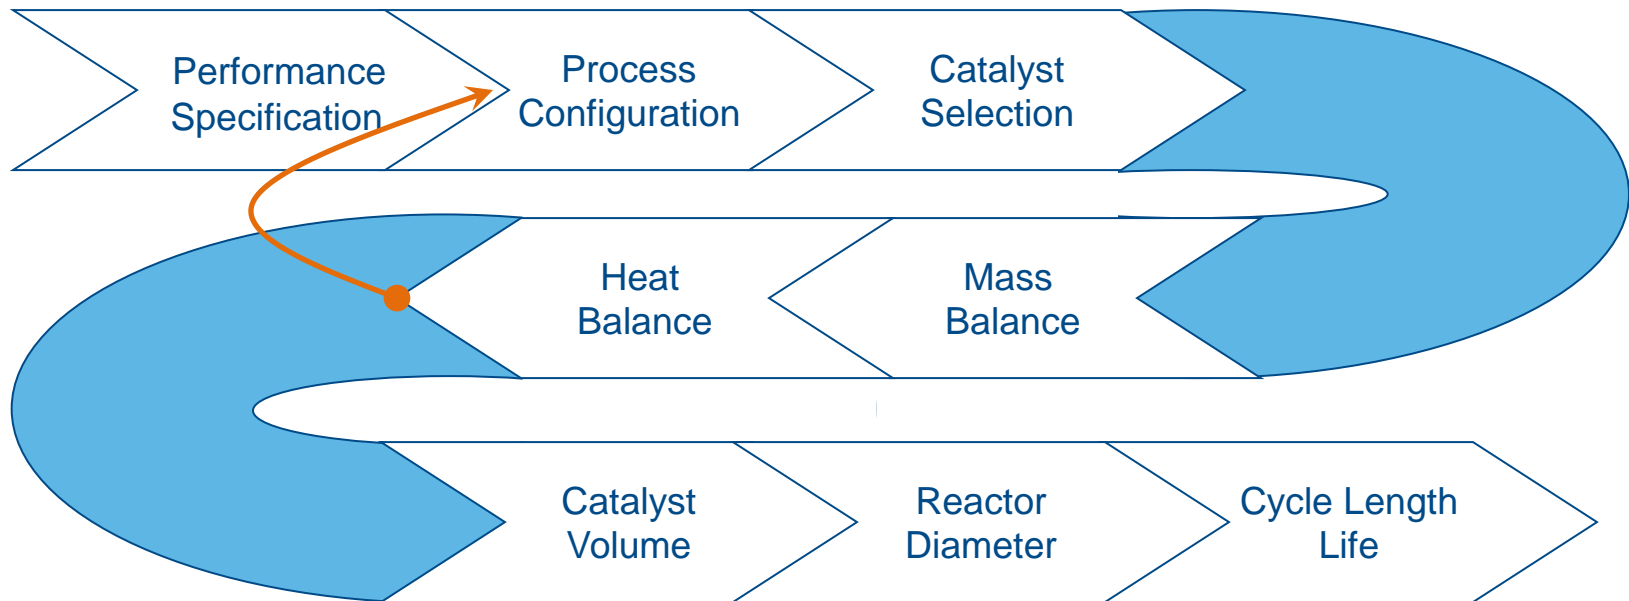 Performance
Specification
Process
Configuration
Catalyst
Selection
Heat
Balance
Mass
Balance
Catalyst
Volume
Reactor
Diameter
Cycle Length
Life